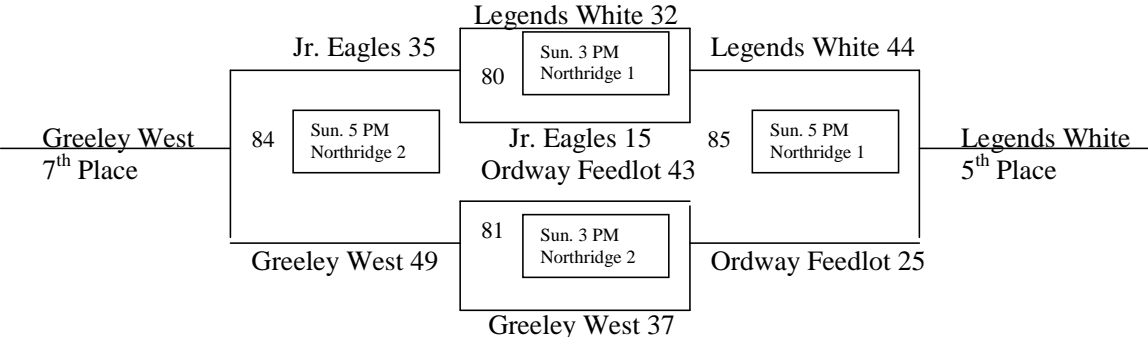 Legends White 32
Jr. Eagles 35
Sun. 3 PM
Northridge 1
Legends White 44
80
Greeley West
7th Place
84
Sun. 5 PM
Northridge 2
Jr. Eagles 15
Ordway Feedlot 43
85
Sun. 5 PM
Northridge 1
Legends White
5th Place
81
Sun. 3 PM
Northridge 2
Greeley West 49
Ordway Feedlot 25
Greeley West 37